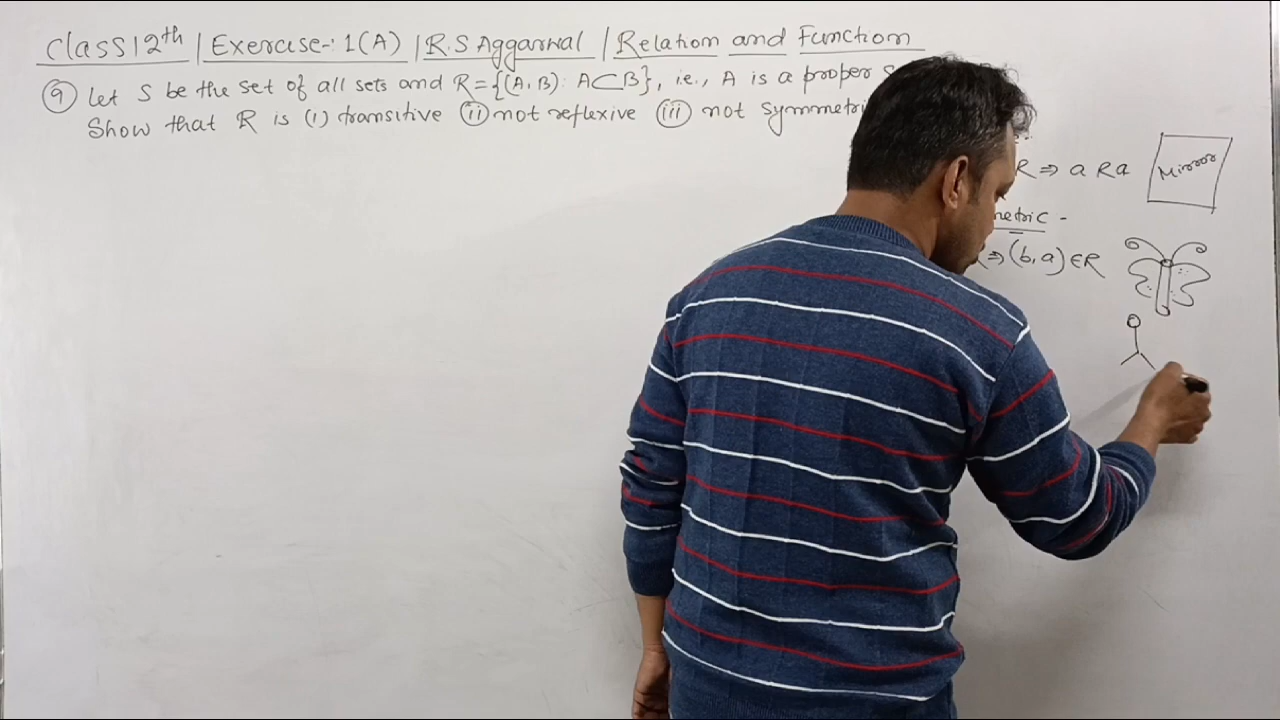 Class 12th | Exercise-: 1(A) | R.S Aggarwal | Relation and Function
(9) Let S be the set of all sets and R={(A,B): A⊂B}, i.e., A is a proper
Show that R is (i) transitive (ii) not reflexive (iii) not symmetri
R ⇒ a Ra
Mirror
metric -
⇒ (b,a) ∈R